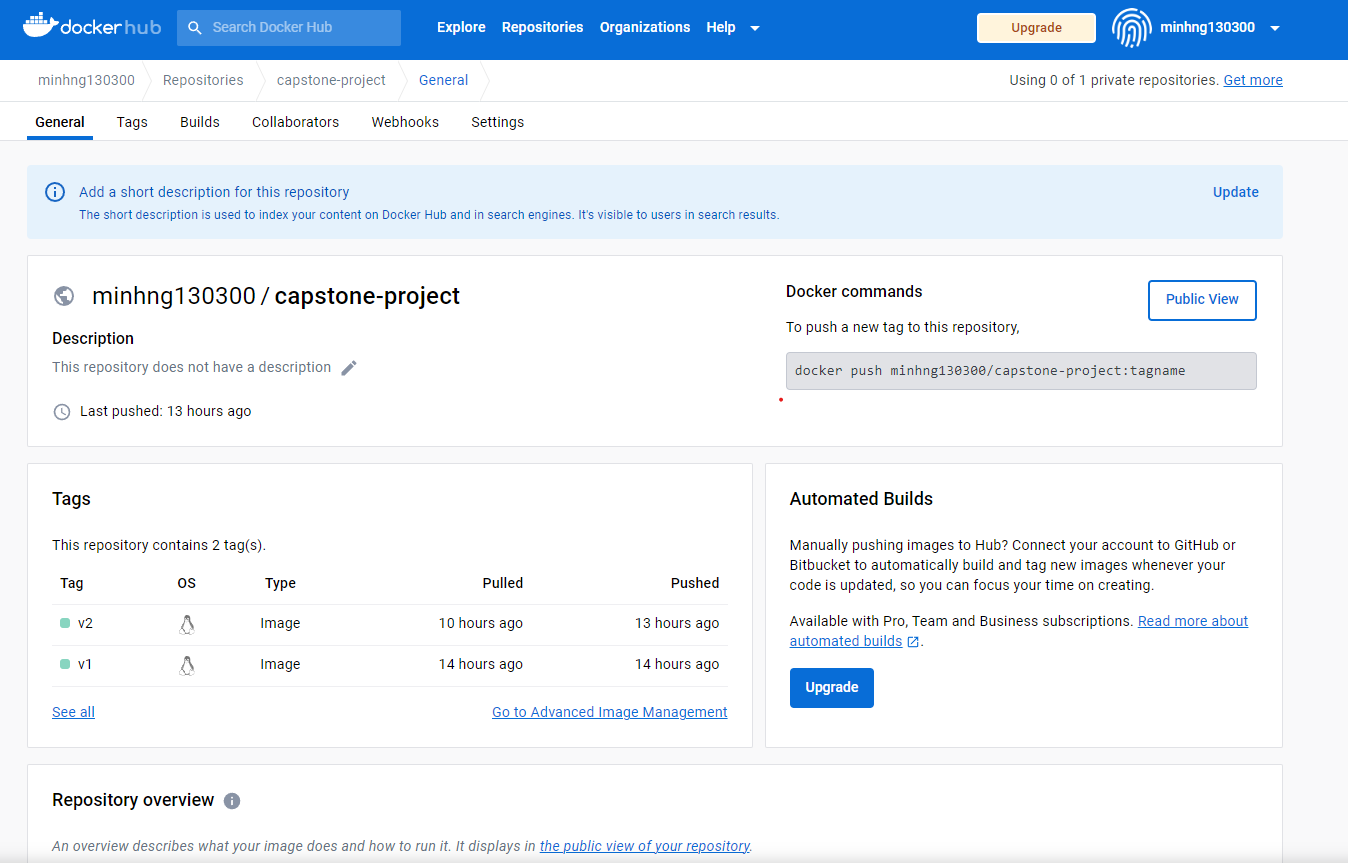 dockerhub
Search Docker Hub
Explore Repositories Organizations Help
Upgrade
minhng130300
minhng130300 Repositories capstone-project General
Using 0 of 1 private repositories. Get more
General Tags Builds Collaborators Webhooks Settings
Add a short description for this repository
Update
The short description is used to index your content on Docker Hub and in search engines. It's visible to users in search results.
minhng130300 / capstone-project
Description
This repository does not have a description
Last pushed: 13 hours ago
Docker commands
Public View
To push a new tag to this repository,
docker push minhng130300/capstone-project:tagname
Tags
This repository contains 2 tag(s).
Tag OS Type Pulled Pushed
v2 Image 10 hours ago 13 hours ago
v1 Image 14 hours ago 14 hours ago
See all Go to Advanced Image Management
Automated Builds
Manually pushing images to Hub? Connect your account to GitHub or
Bitbucket to automatically build and tag new images whenever your
code is updated, so you can focus your time on creating.
Available with Pro, Team and Business subscriptions. Read more about
automated builds .
Upgrade
Repository overview
An overview describes what your image does and how to run it. It displays in the public view of your repository.